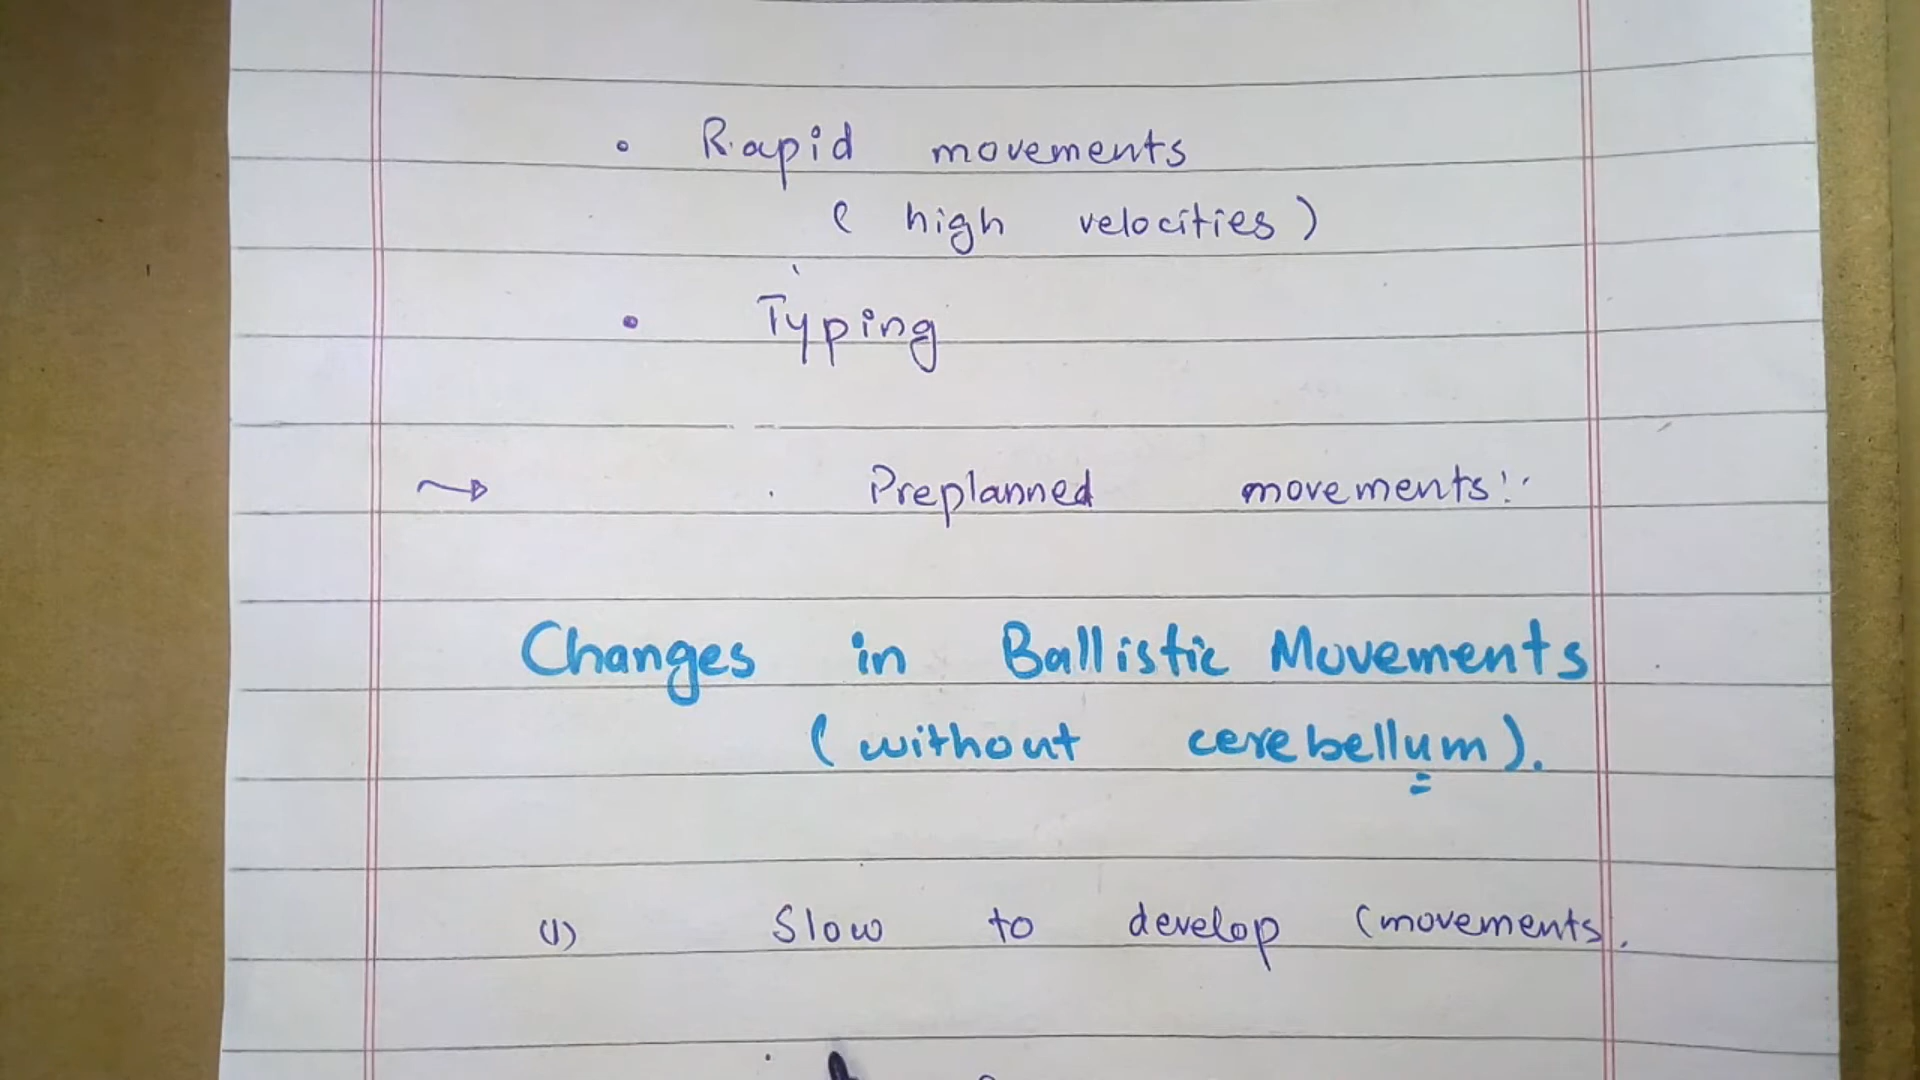 • Rapid movements
( high velocities )
• Typing
→ Preplanned movements:
Changes in Ballistic Movements
(without cerebellum).
(1) Slow to develop (movements.